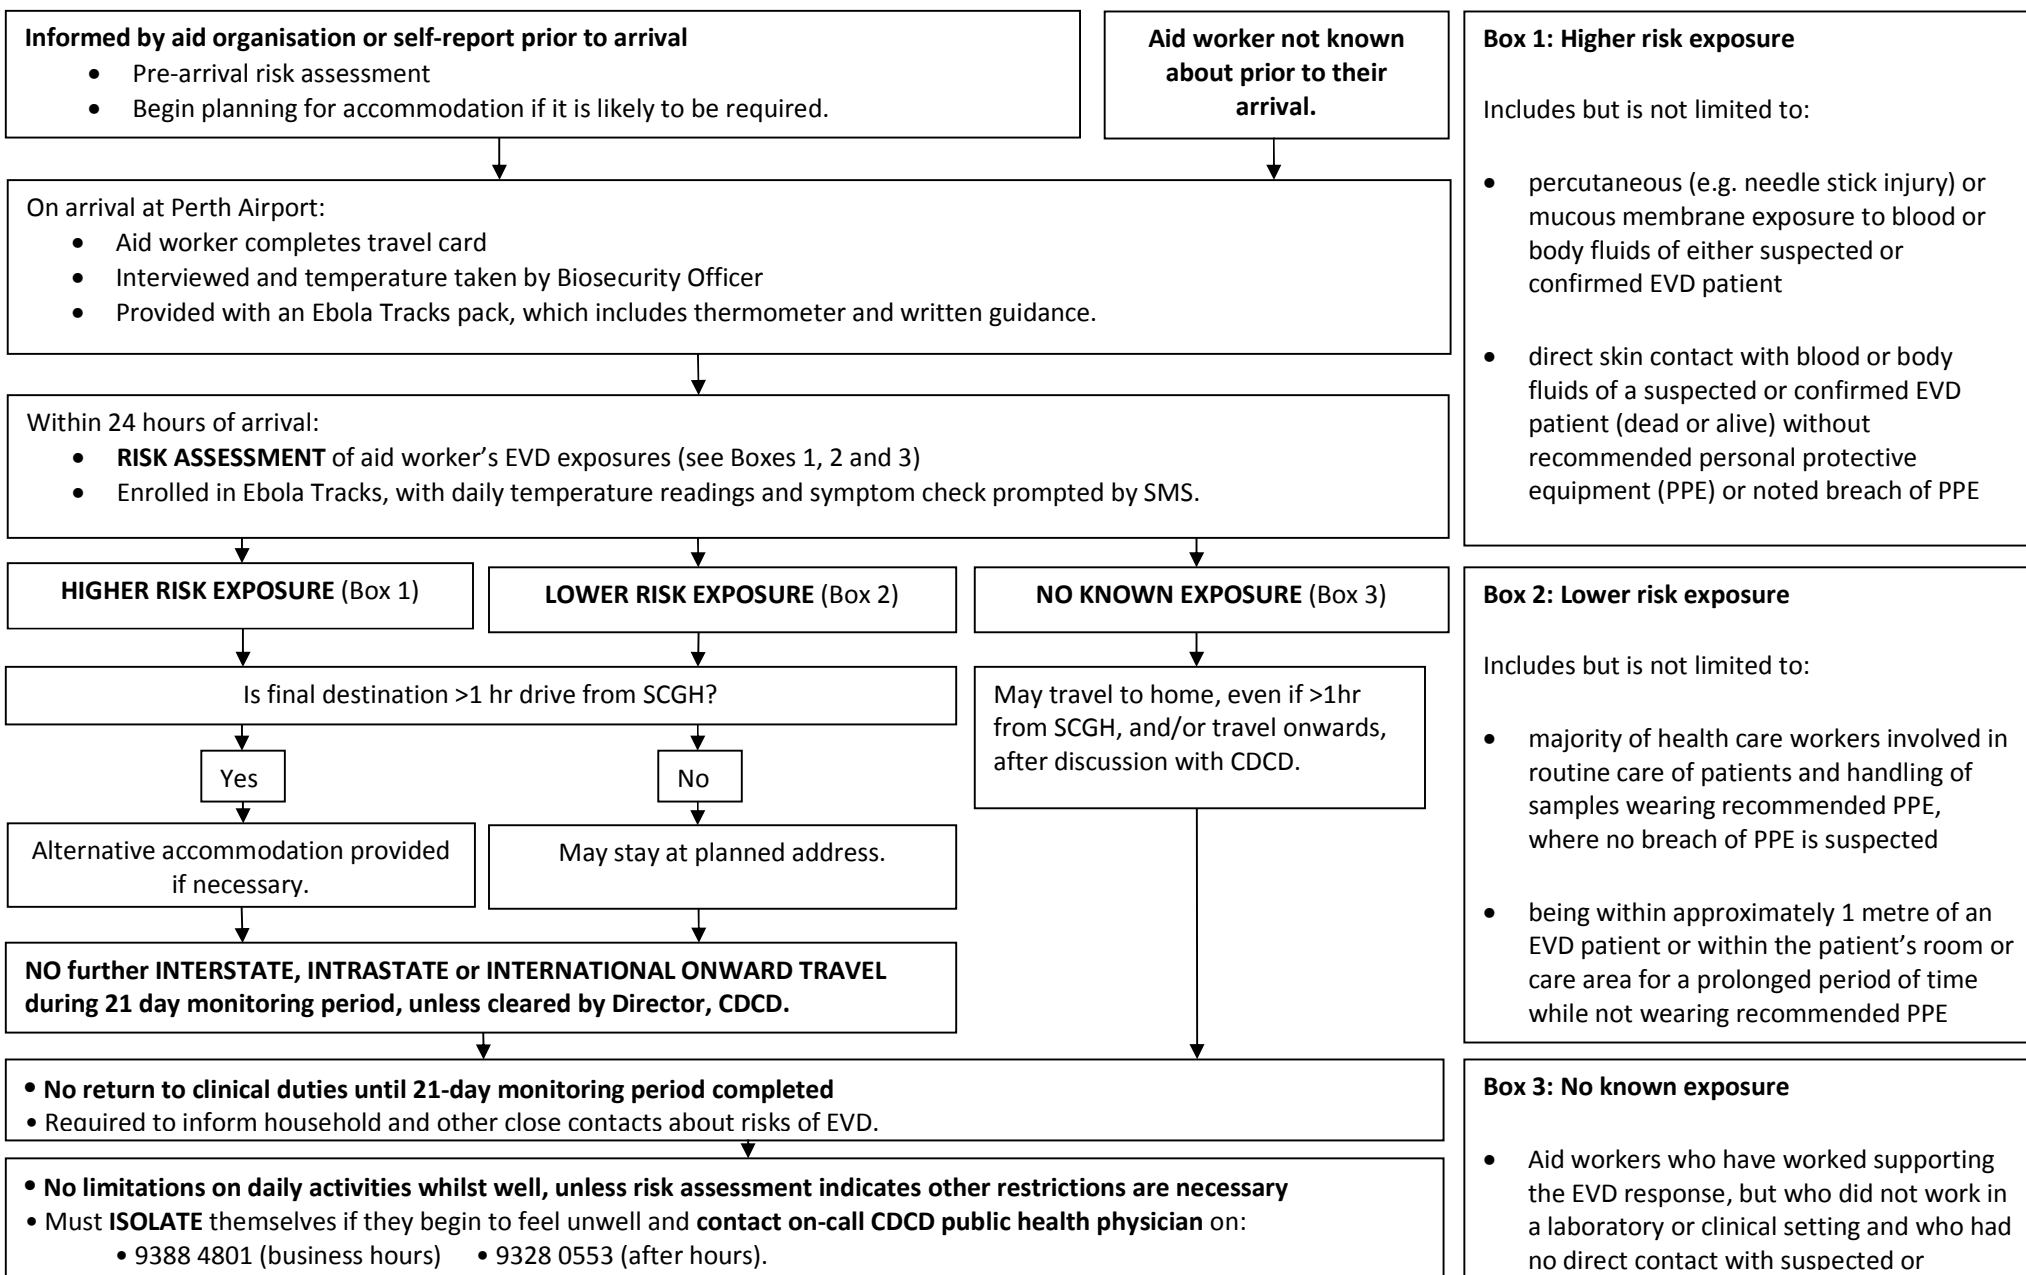 Informed by aid organisation or self-report prior to arrival
• Pre-arrival risk assessment
• Begin planning for accommodation if it is likely to be required.
Aid worker not known
about prior to their
arrival.
On arrival at Perth Airport:
• Aid worker completes travel card
• Interviewed and temperature taken by Biosecurity Officer
• Provided with an Ebola Tracks pack, which includes thermometer and written guidance.
Within 24 hours of arrival:
• RISK ASSESSMENT of aid worker’s EVD exposures (see Boxes 1, 2 and 3)
• Enrolled in Ebola Tracks, with daily temperature readings and symptom check prompted by SMS.
HIGHER RISK EXPOSURE (Box 1)
LOWER RISK EXPOSURE (Box 2)
NO KNOWN EXPOSURE (Box 3)
Is final destination >1 hr drive from SCGH?
Yes
No
May travel to home, even if >1hr
from SCGH, and/or travel onwards,
after discussion with CDCD.
Alternative accommodation provided
if necessary.
May stay at planned address.
NO further INTERSTATE, INTRASTATE or INTERNATIONAL ONWARD TRAVEL
during 21 day monitoring period, unless cleared by Director, CDCD.
• No return to clinical duties until 21-day monitoring period completed
• Required to inform household and other close contacts about risks of EVD.
• No limitations on daily activities whilst well, unless risk assessment indicates other restrictions are necessary
• Must ISOLATE themselves if they begin to feel unwell and contact on-call CDCD public health physician on:
• 9388 4801 (business hours) • 9328 0553 (after hours).
Box 1: Higher risk exposure
Includes but is not limited to:
• percutaneous (e.g. needle stick injury) or
mucous membrane exposure to blood or
body fluids of either suspected or
confirmed EVD patient
• direct skin contact with blood or body
fluids of a suspected or confirmed EVD
patient (dead or alive) without
recommended personal protective
equipment (PPE) or noted breach of PPE
Box 2: Lower risk exposure
Includes but is not limited to:
• majority of health care workers involved in
routine care of patients and handling of
samples wearing recommended PPE,
where no breach of PPE is suspected
• being within approximately 1 metre of an
EVD patient or within the patient’s room or
care area for a prolonged period of time
while not wearing recommended PPE
Box 3: No known exposure
• Aid workers who have worked supporting
the EVD response, but who did not work in
a laboratory or clinical setting and who had
no direct contact with suspected or